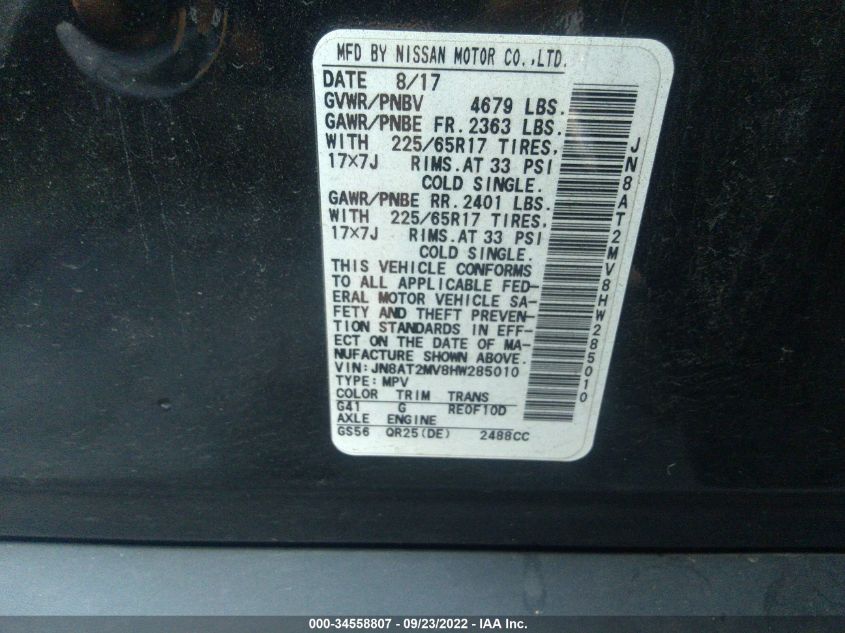 MFD BY NISSAN MOTOR CO.,LTD.
DATE 8/17
GVWR/PNBV 4679 LBS.
GAWR/PNBE FR.2363 LBS.
WITH 225/65R17 TIRES,
17×7J RIMS.AT 33 PSI
COLD SINGLE.
GAWR/PNBE RR.2401 LBS.
WITH 225/65R17 TIRES,
17×7J RIMS.AT 33 PSI
COLD SINGLE.
THIS VEHICLE CONFORMS
TO ALL APPLICABLE FED-
ERAL MOTOR VEHICLE SA-
FETY AND THEFT PREVEN-
TION STANDARDS IN EFF-
ECT ON THE DATE OF MA-
NUFACTURE SHOWN ABOVE.
VIN:JN8AT2MV8HW285010
TYPE:MPV
COLOR TRIM TRANS
G41 G RE0F10D
AXLE ENGINE
GS56 QR25(DE) 2488CC
JN8AT2MV8HW285010
000-34558807 - 09/23/2022 - IAA Inc.